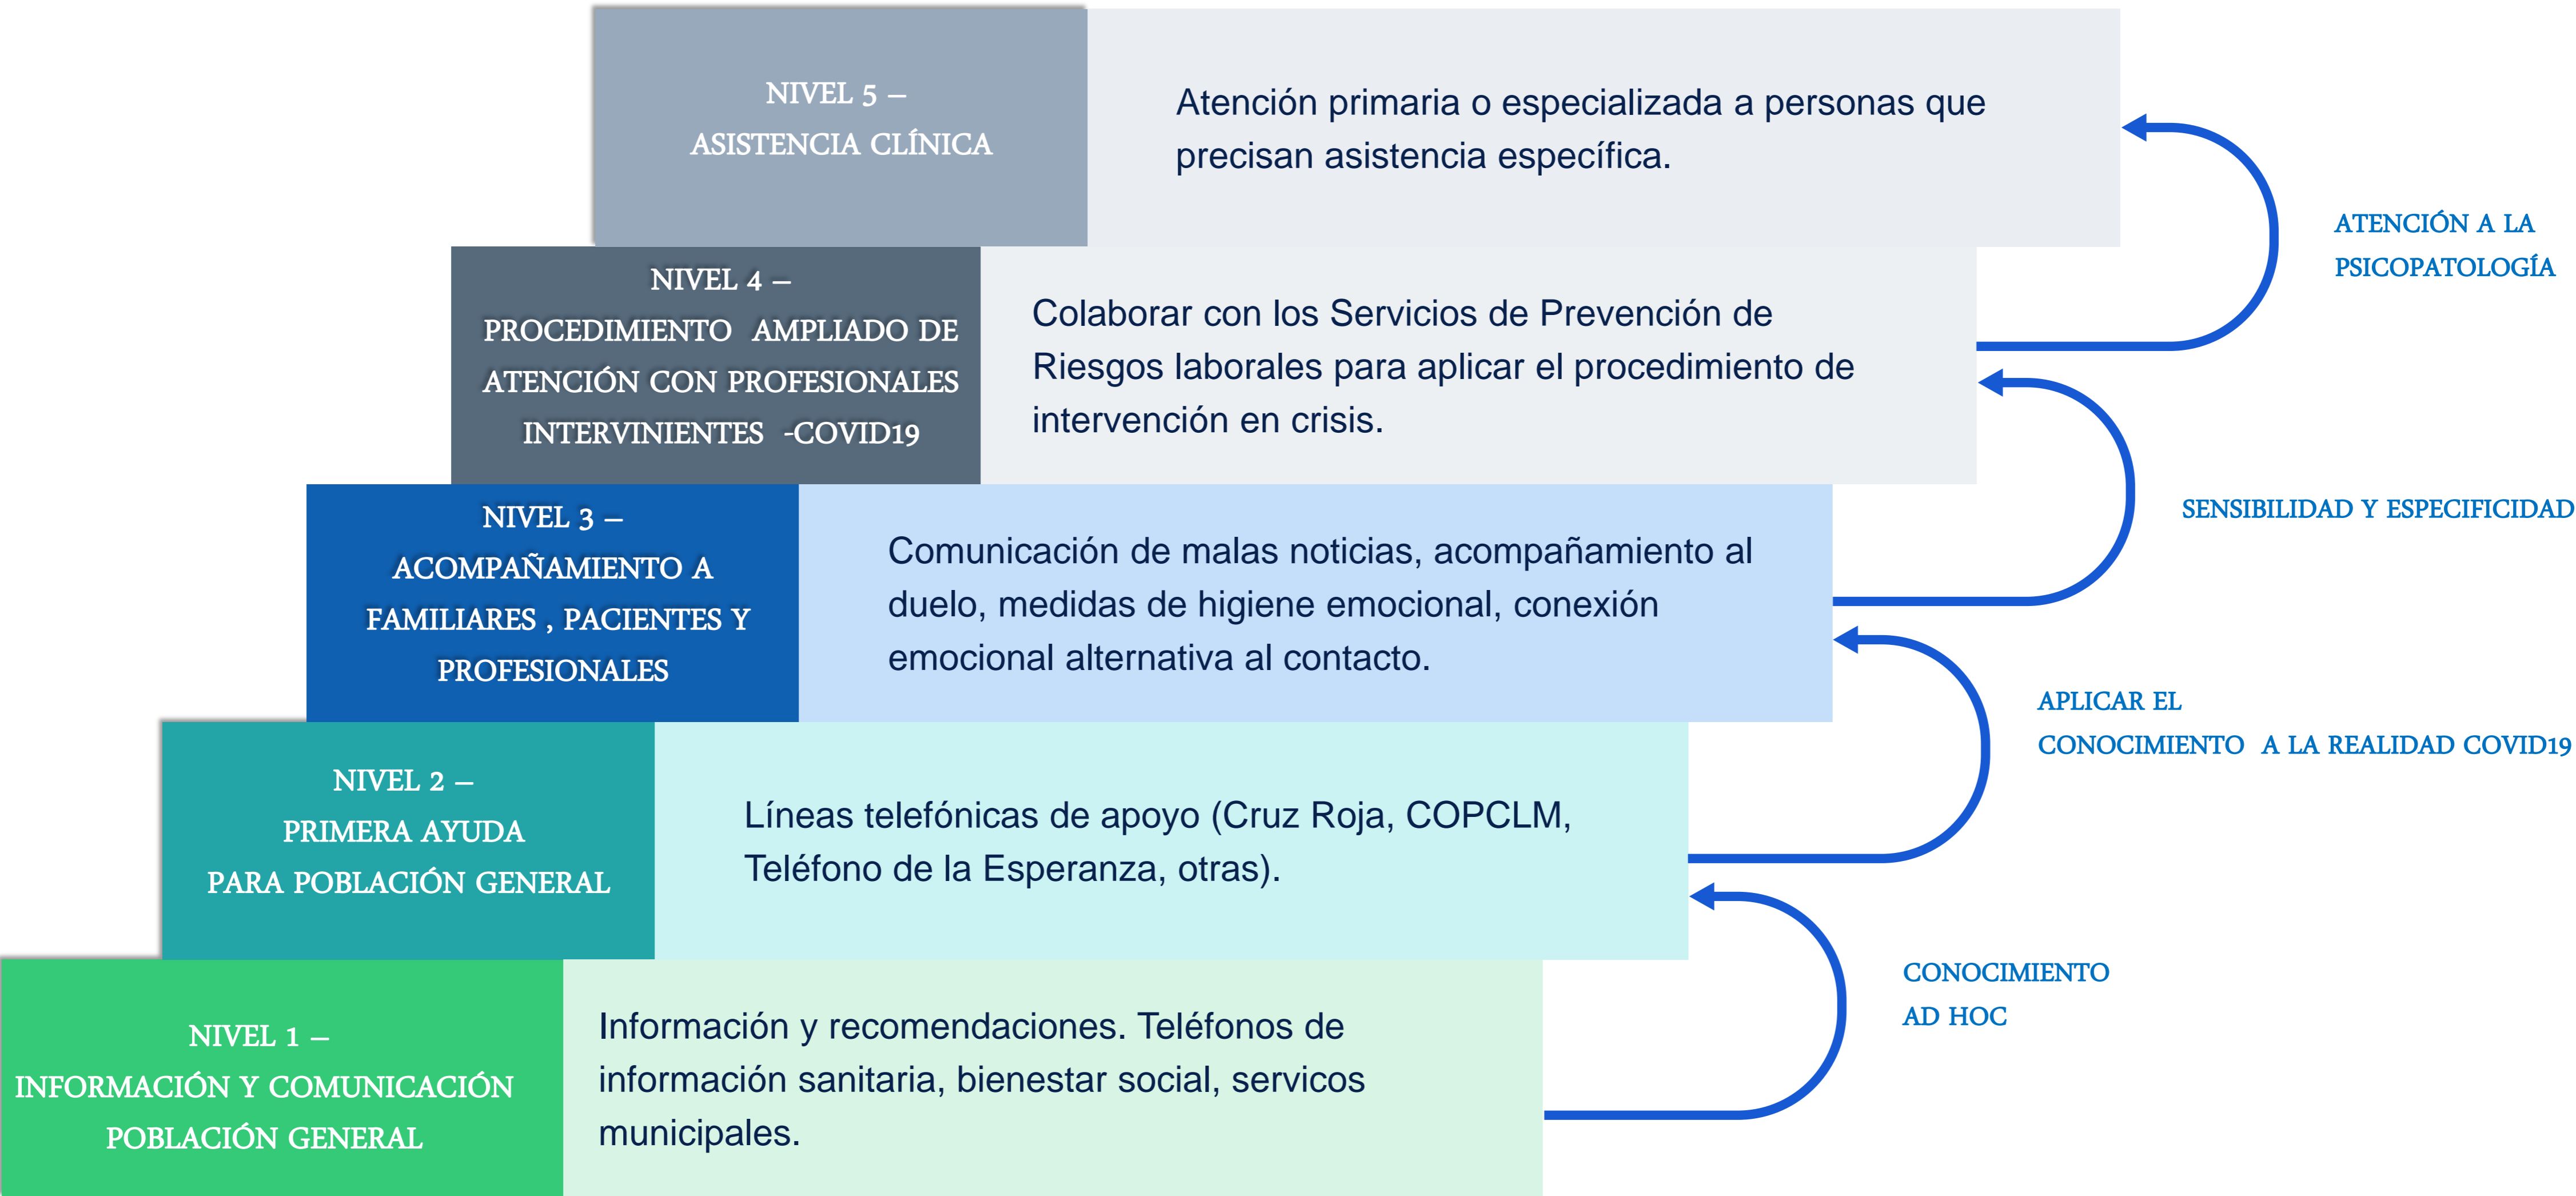 NIVEL 5 –
ASISTENCIA CLÍNICA
Atención primaria o especializada a personas que
precisan asistencia específica.
ATENCIÓN A LA
PSICOPATOLOGÍA
NIVEL 4 –
PROCEDIMIENTO AMPLIADO DE
ATENCIÓN CON PROFESIONALES
INTERVINIENTES -COVID19
Colaborar con los Servicios de Prevención de
Riesgos laborales para aplicar el procedimiento de
intervención en crisis.
SENSIBILIDAD Y ESPECIFICIDAD
NIVEL 3 –
ACOMPAÑAMIENTO A
FAMILIARES , PACIENTES Y
PROFESIONALES
Comunicación de malas noticias, acompañamiento al
duelo, medidas de higiene emocional, conexión
emocional alternativa al contacto.
APLICAR EL
CONOCIMIENTO A LA REALIDAD COVID19
NIVEL 2 –
PRIMERA AYUDA
PARA POBLACIÓN GENERAL
Líneas telefónicas de apoyo (Cruz Roja, COPCLM,
Teléfono de la Esperanza, otras).
CONOCIMIENTO
AD HOC
NIVEL 1 –
INFORMACIÓN Y COMUNICACIÓN
POBLACIÓN GENERAL
Información y recomendaciones. Teléfonos de
información sanitaria, bienestar social, servicos
municipales.